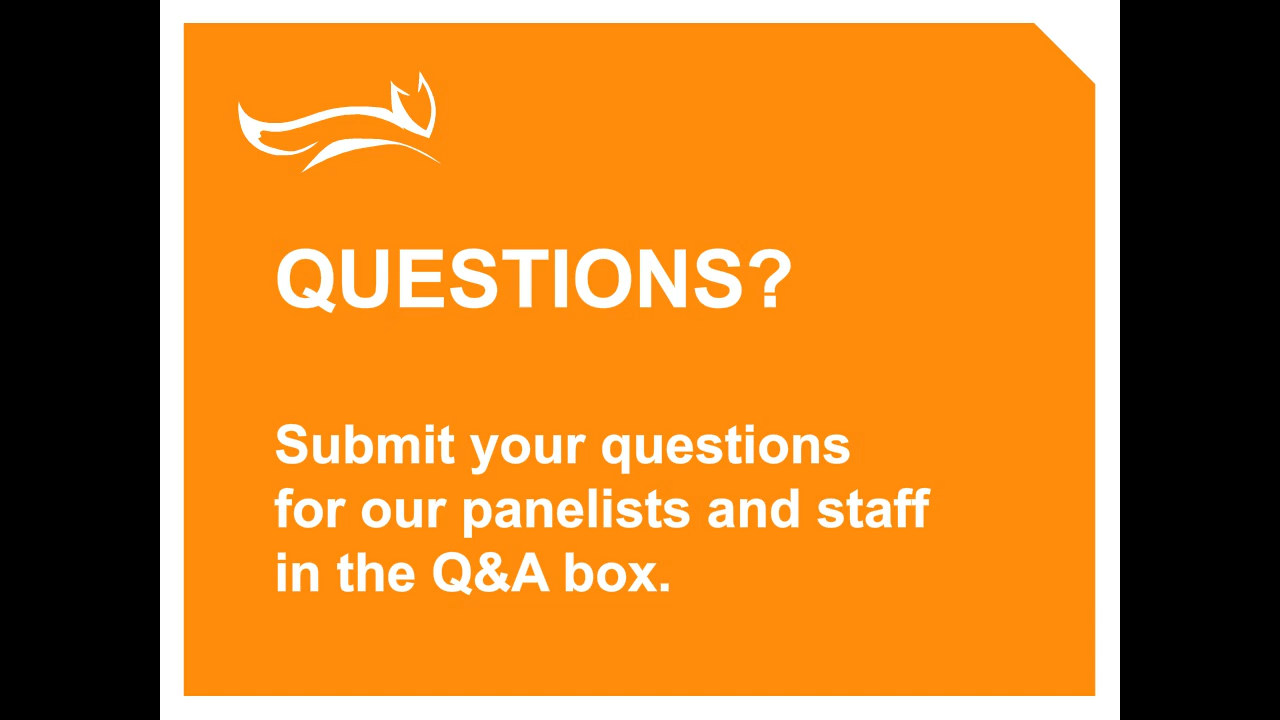 QUESTIONS?
Submit your questions
for our panelists and staff
in the Q&A box.